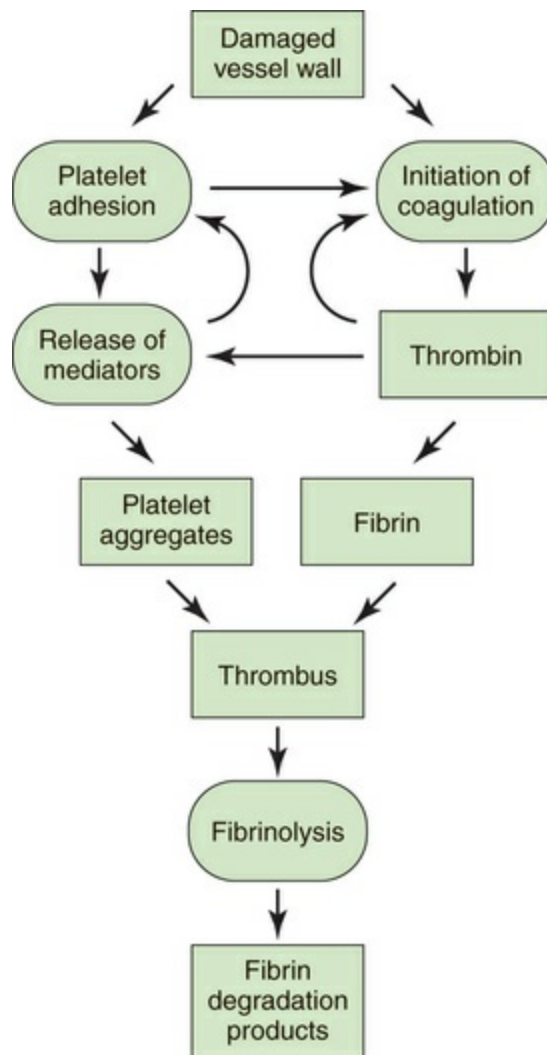 Damaged
vessel wall
Platelet
adhesion
Initiation of
coagulation
Release of
mediators
Thrombin
Platelet
aggregates
Fibrin
Thrombus
Fibrinolysis
Fibrin
degradation
products